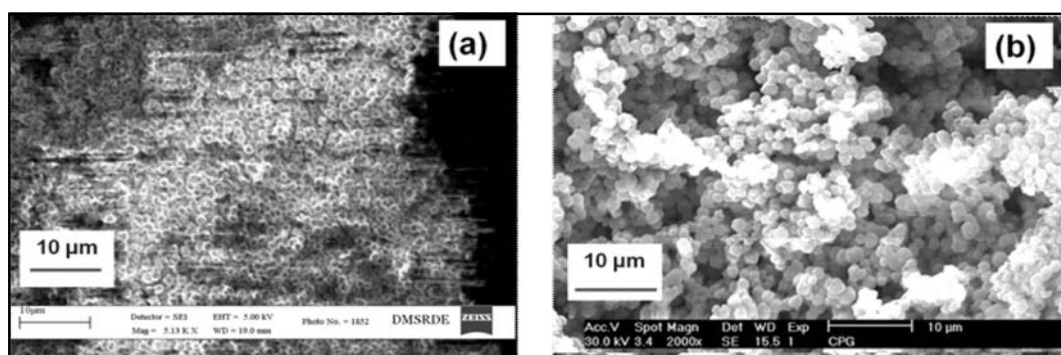 (a)
10 µm
10µm
Detector = SE1 EHT = 5.00 kV
Mag = 5.13 K X WD = 19.0 mm
Photo No. = 1852
DMSRDE
ZEISS
(b)
10 µm
Acc.V Spot Magn Det WD Exp
30.0 kV 3.4 2000x SE 15.5 1
10 µm
CPG